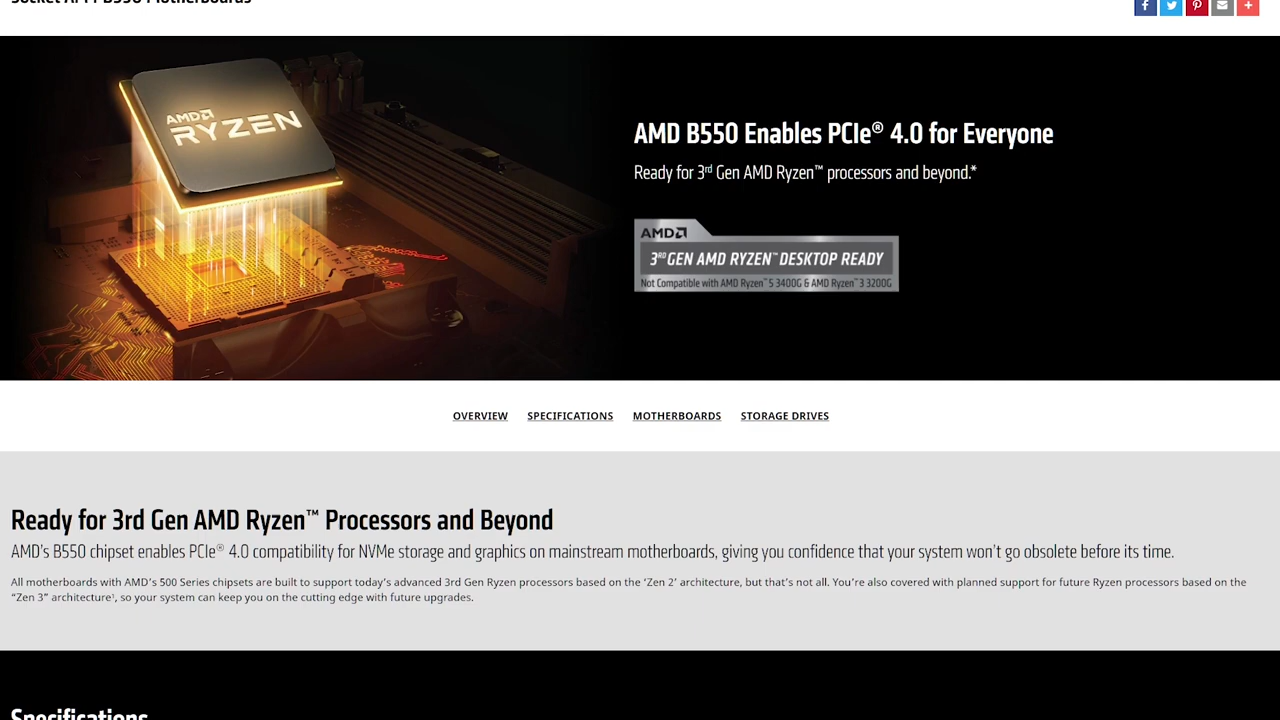 Socket AM4 B550 Motherboards
AMD
RYZEN
AMD B550 Enables PCIe® 4.0 for Everyone
Ready for 3rd Gen AMD Ryzen™ processors and beyond.*
AMD
3RD GEN AMD RYZEN™ DESKTOP READY
Not Compatible with AMD Ryzen™ 5 3400G & AMD Ryzen™ 3 3200G
OVERVIEW SPECIFICATIONS MOTHERBOARDS STORAGE DRIVES
Ready for 3rd Gen AMD Ryzen™ Processors and Beyond
AMD's B550 chipset enables PCIe® 4.0 compatibility for NVMe storage and graphics on mainstream motherboards, giving you confidence that your system won't go obsolete before its time.
All motherboards with AMD's 500 Series chipsets are built to support today's advanced 3rd Gen Ryzen processors based on the ‘Zen 2’ architecture, but that's not all. You're also covered with planned support for future Ryzen processors based on the
“Zen 3” architecture¹, so your system can keep you on the cutting edge with future upgrades.
Specifications